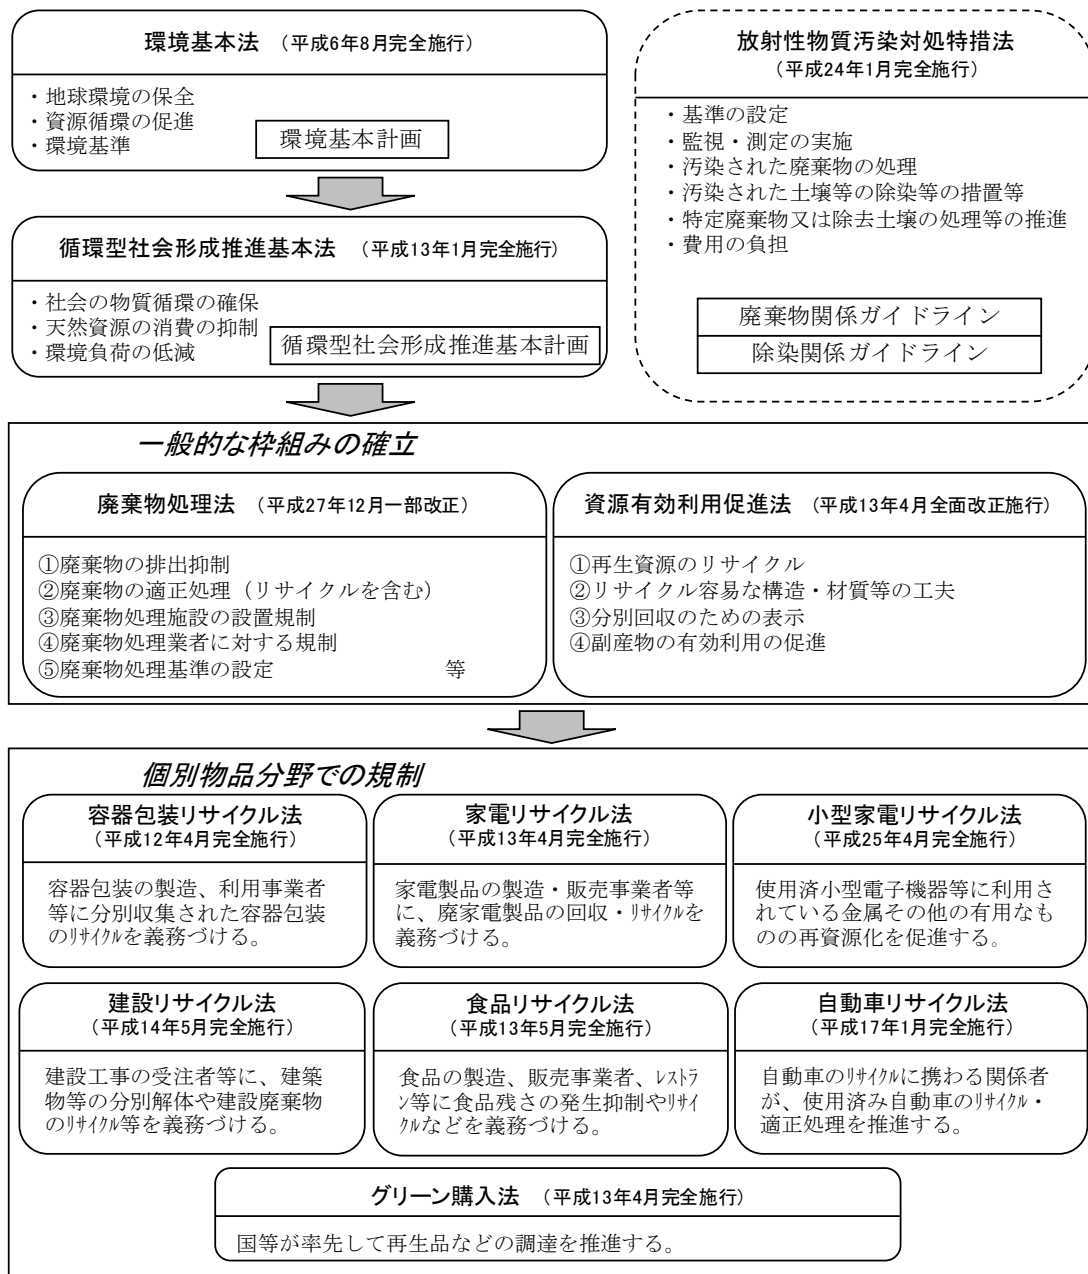 環境基本法 （平成6年8月完全施行）
・地球環境の保全
・資源循環の促進
・環境基準
環境基本計画
循環型社会形成推進基本法 （平成13年1月完全施行）
・社会の物質循環の確保
・天然資源の消費の抑制
・環境負荷の低減
循環型社会形成推進基本計画
放射性物質汚染対処特措法
（平成24年1月完全施行）
・基準の設定
・監視・測定の実施
・汚染された廃棄物の処理
・汚染された土壌等の除染等の措置等
・特定廃棄物又は除去土壌の処理等の推進
・費用の負担
廃棄物関係ガイドライン
除染関係ガイドライン
一般的な枠組みの確立
廃棄物処理法 （平成27年12月一部改正）
①廃棄物の排出抑制
②廃棄物の適正処理（リサイクルを含む）
③廃棄物処理施設の設置規制
④廃棄物処理業者に対する規制
⑤廃棄物処理基準の設定 等
資源有効利用促進法 （平成13年4月全面改正施行）
①再生資源のリサイクル
②リサイクル容易な構造・材質等の工夫
③分別回収のための表示
④副産物の有効利用の促進
個別物品分野での規制
容器包装リサイクル法
（平成12年4月完全施行）
容器包装の製造、利用事業者
等に分別収集された容器包装
のﾘｻｲｸﾙを義務づける。
家電リサイクル法
（平成13年4月完全施行）
家電製品の製造・販売事業者等
に、廃家電製品の回収・ﾘｻｲｸﾙを
義務づける。
小型家電リサイクル法
（平成25年4月完全施行）
使用済小型電子機器等に利用さ
れている金属その他の有用なも
のの再資源化を促進する。
建設リサイクル法
（平成14年5月完全施行）
建設工事の受注者等に、建築
物等の分別解体や建設廃棄物
のﾘｻｲｸﾙ等を義務づける。
食品リサイクル法
（平成13年5月完全施行）
食品の製造、販売事業者、ﾚｽﾄﾗ
ﾝ等に食品残さの発生抑制やﾘｻｲ
ｸﾙなどを義務づける。
自動車リサイクル法
（平成17年1月完全施行）
自動車のﾘｻｲｸﾙに携わる関係者
が、使用済み自動車のﾘｻｲｸﾙ・
適正処理を推進する。
グリーン購入法 （平成13年4月完全施行）
国等が率先して再生品などの調達を推進する。